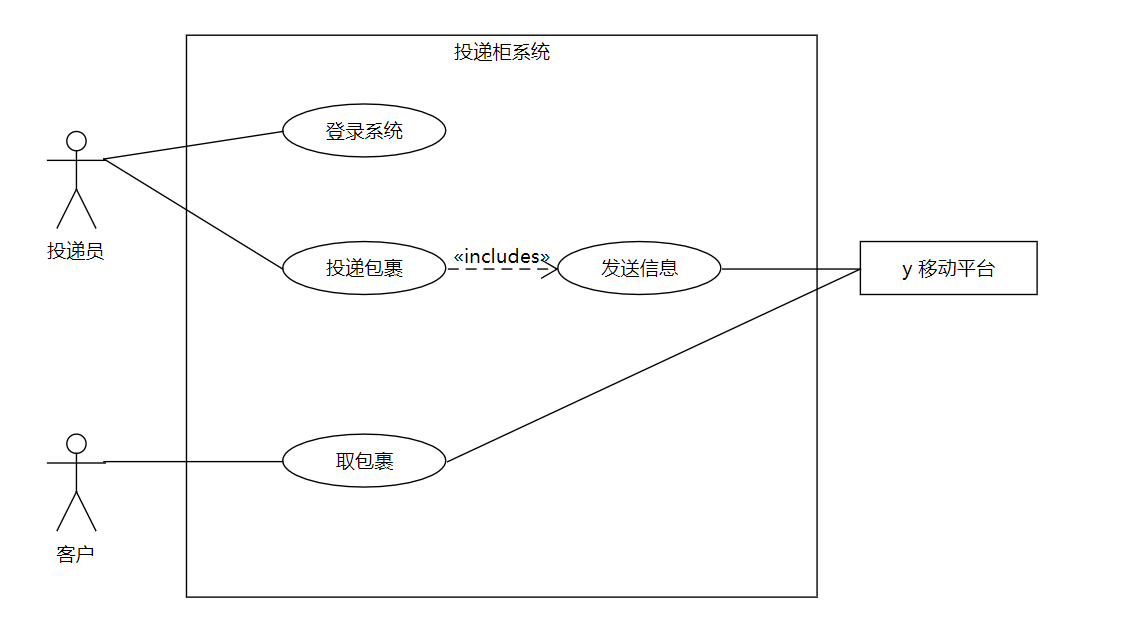 投递柜系统
登录系统
投递员
投递包裹
«includes»
发送信息
y 移动平台
取包裹
客户